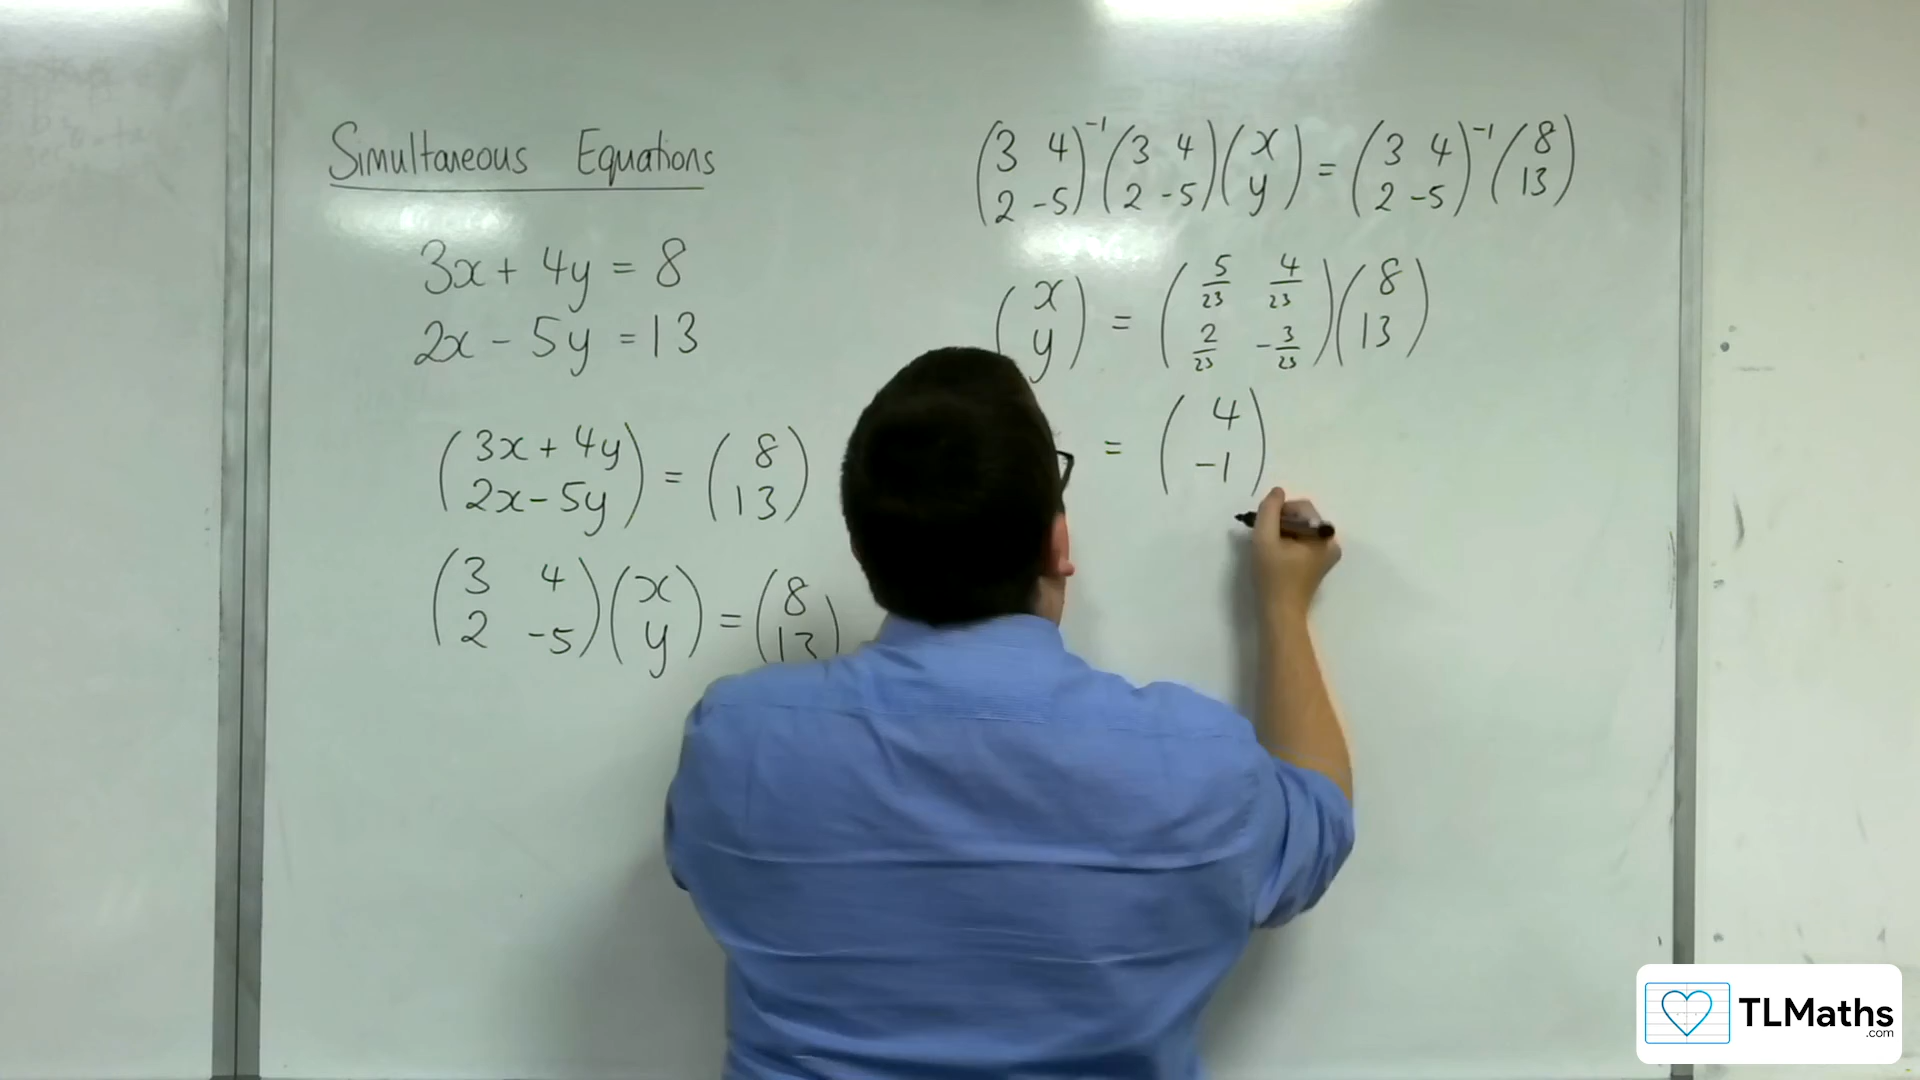 Simultaneous Equations
3x + 4y = 8
2x - 5y = 13
(3x + 4y) = (8)
(2x - 5y) (13)
(3 4)(x) = (8)
(2 -5)(y) (13)
(3 4)⁻¹(3 4)(x) = (3 4)⁻¹(8)
(2 -5) (2 -5)(y) (2 -5) (13)
(x) = (5/23 4/23)(8)
(y) (2/23 -3/23)(13)
= (4)
(-1)
TLMaths
.com